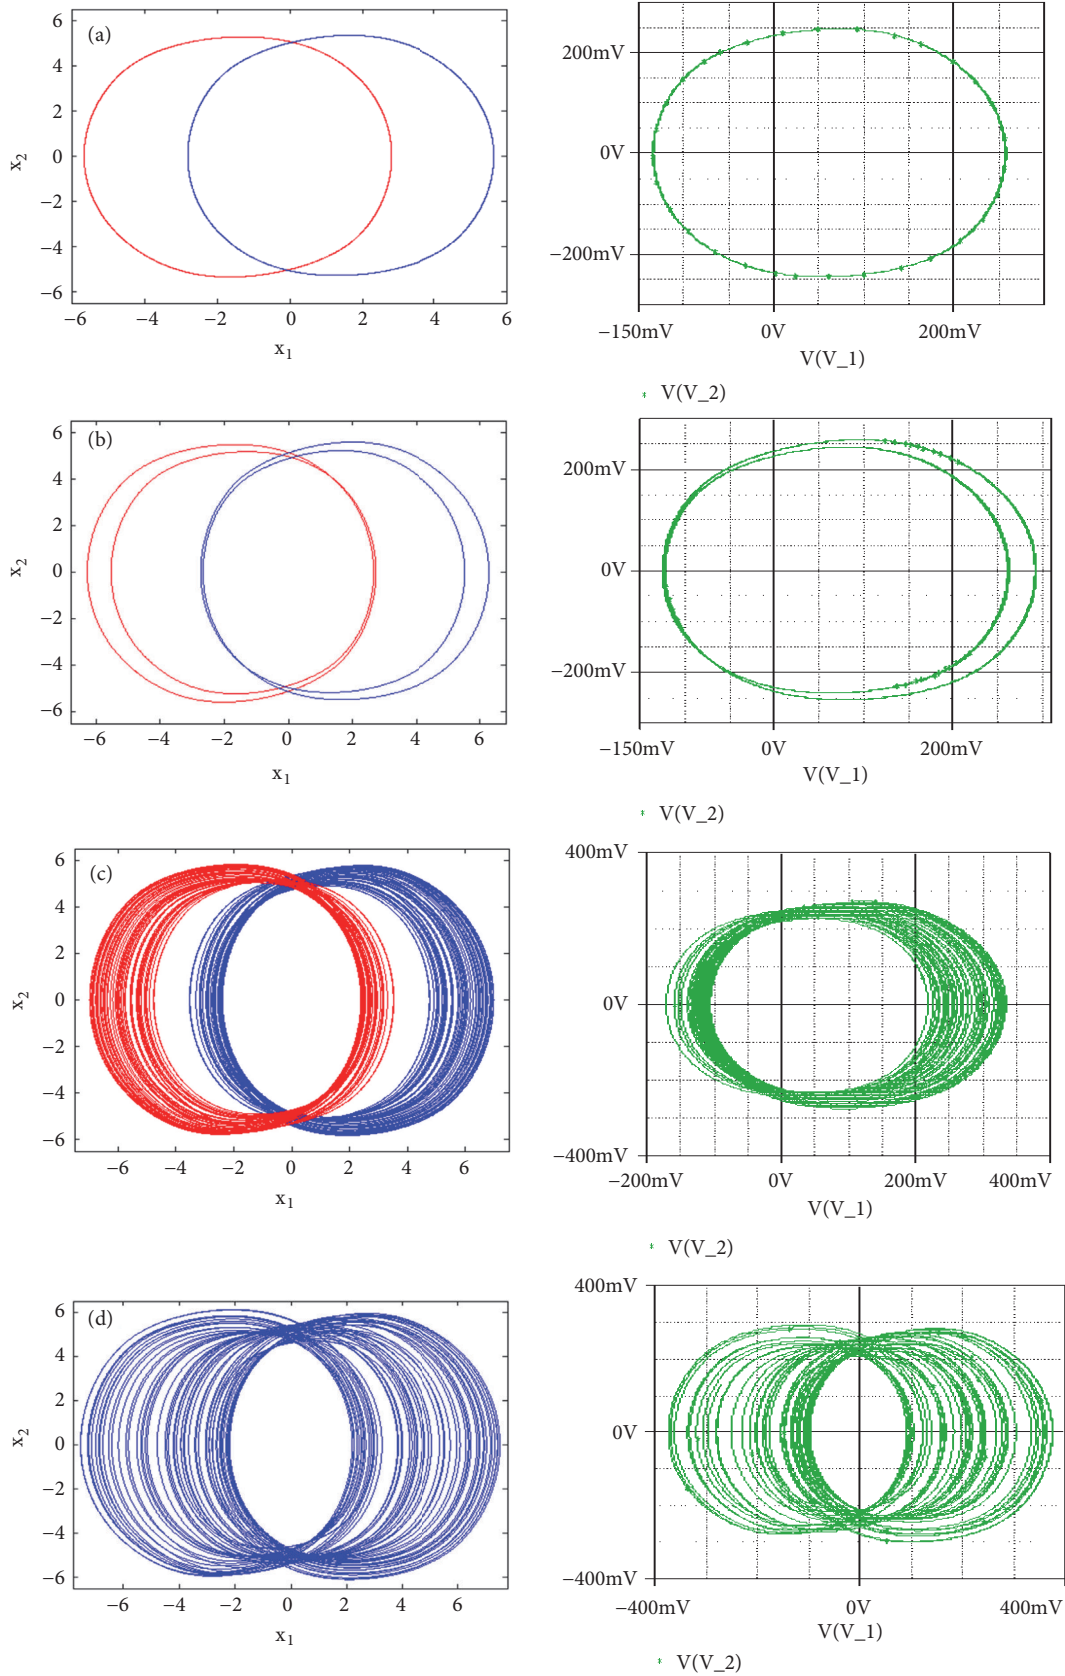 (a)
6
4
2
0
−2
−4
−6
x2
−6 −4 −2 0 2 4 6
x1
200mV
0V
−200mV
−150mV 0V 200mV
V(V_1)
V(V_2)
(b)
6
4
2
0
−2
−4
−6
x2
−6 −4 −2 0 2 4 6
x1
200mV
0V
−200mV
−150mV 0V 200mV
V(V_1)
V(V_2)
(c)
6
4
2
0
−2
−4
−6
x2
−6 −4 −2 0 2 4 6
x1
400mV
0V
−400mV
−200mV 0V 200mV 400mV
V(V_1)
V(V_2)
(d)
6
4
2
0
−2
−4
−6
x2
−6 −4 −2 0 2 4 6
x1
400mV
0V
−400mV
−400mV 0V 400mV
V(V_1)
V(V_2)